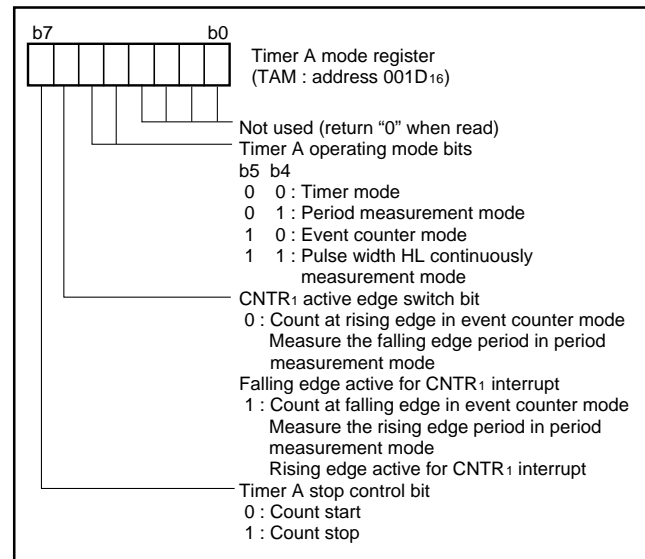 b7 b0
Timer A mode register
(TAM : address 001D16)
Not used (return “0” when read)
Timer A operating mode bits
b5 b4
0 0 : Timer mode
0 1 : Period measurement mode
1 0 : Event counter mode
1 1 : Pulse width HL continuously
measurement mode
CNTR1 active edge switch bit
0 : Count at rising edge in event counter mode
Measure the falling edge period in period
measurement mode
Falling edge active for CNTR1 interrupt
1 : Count at falling edge in event counter mode
Measure the rising edge period in period
measurement mode
Rising edge active for CNTR1 interrupt
Timer A stop control bit
0 : Count start
1 : Count stop